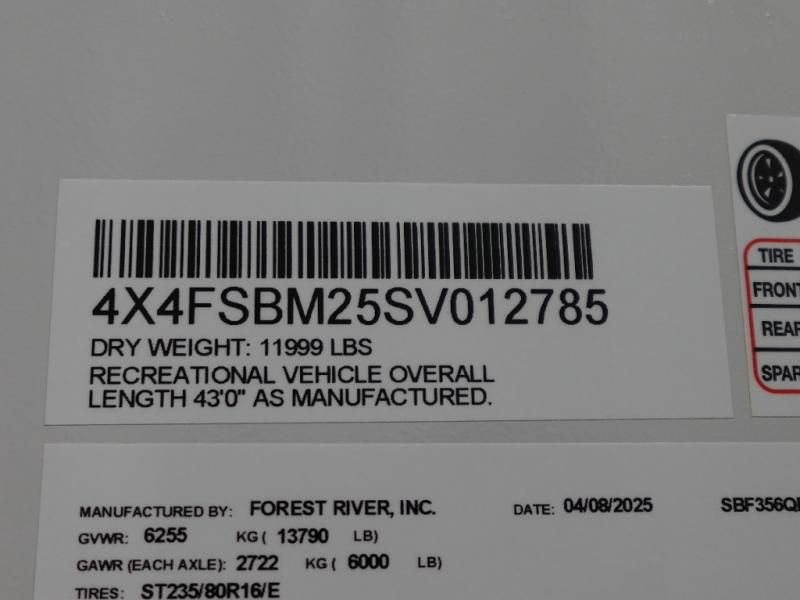 4X4FSBM25SV012785
DRY WEIGHT: 11999 LBS
RECREATIONAL VEHICLE OVERALL
LENGTH 43'0" AS MANUFACTURED.
TIRE
FRONT
REAR
SPAR
MANUFACTURED BY: FOREST RIVER, INC. DATE: 04/08/2025 SBF356Q
GVWR: 6255 KG ( 13790 LB)
GAWR (EACH AXLE): 2722 KG ( 6000 LB)
TIRES: ST235/80R16/E